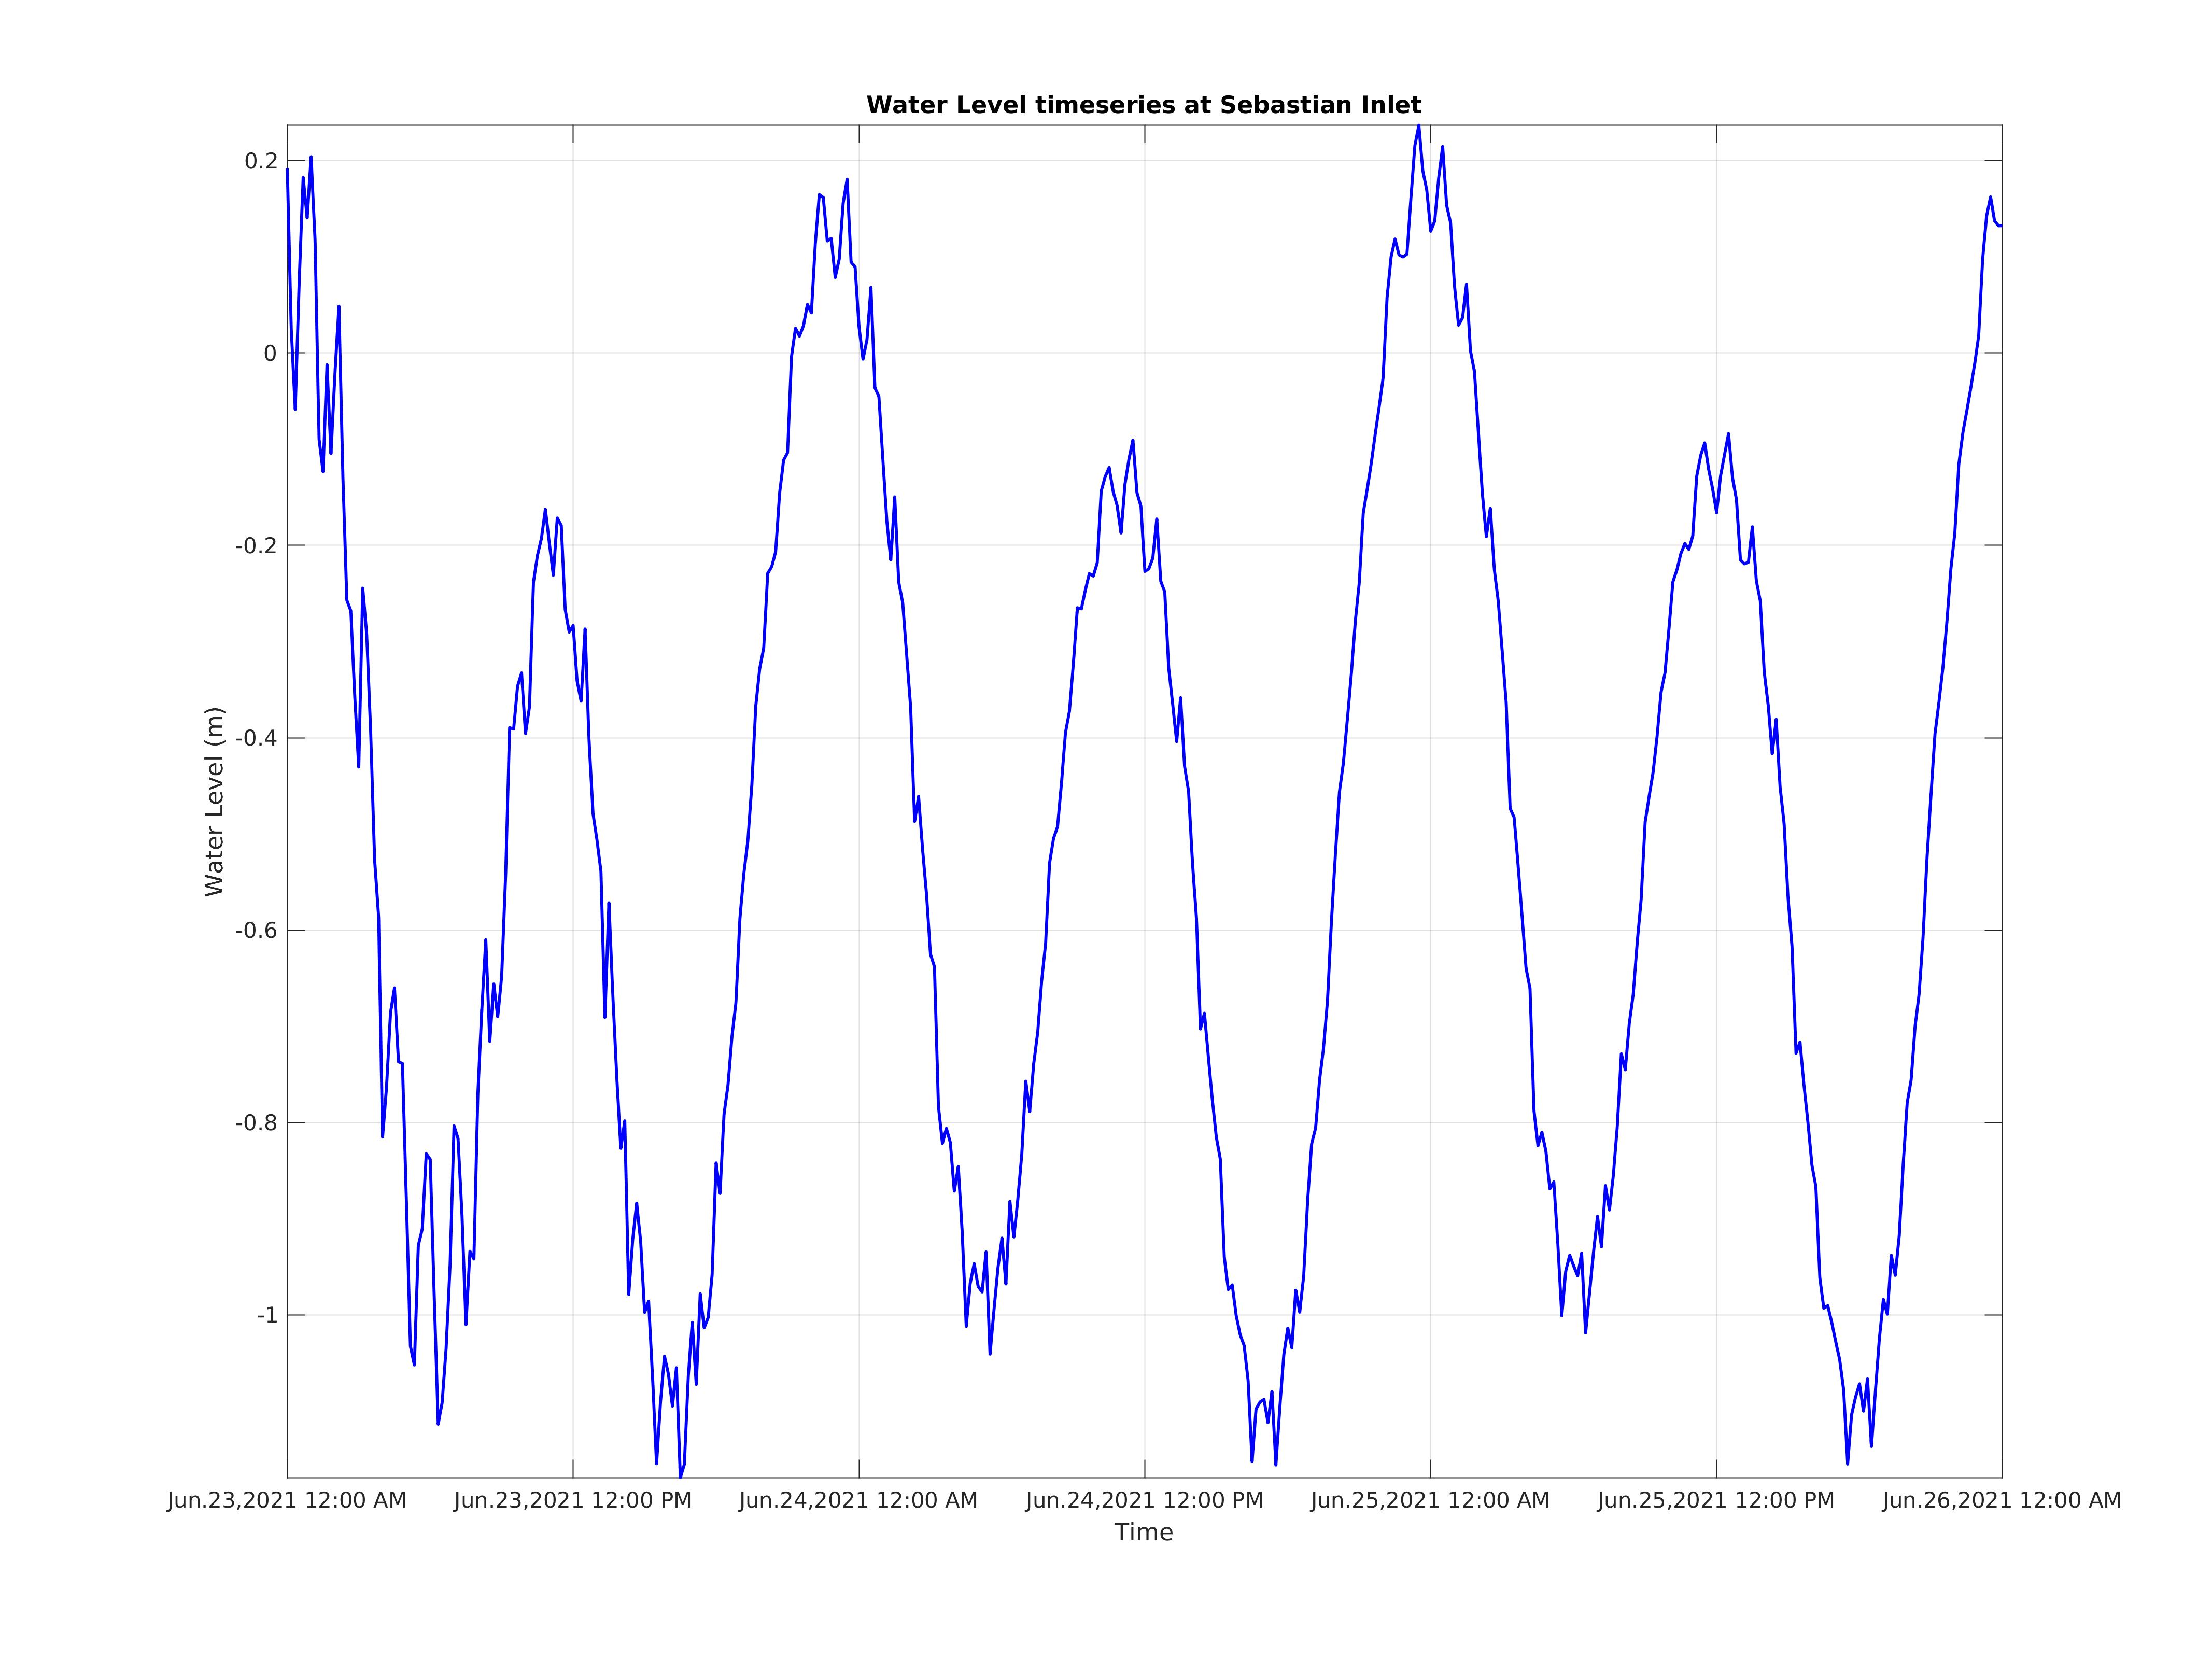 Water Level timeseries at Sebastian Inlet
0.2
0
-0.2
-0.4
-0.6
-0.8
-1
Water Level (m)
Jun.23,2021 12:00 AM
Jun.23,2021 12:00 PM
Jun.24,2021 12:00 AM
Jun.24,2021 12:00 PM
Jun.25,2021 12:00 AM
Jun.25,2021 12:00 PM
Jun.26,2021 12:00 AM
Time